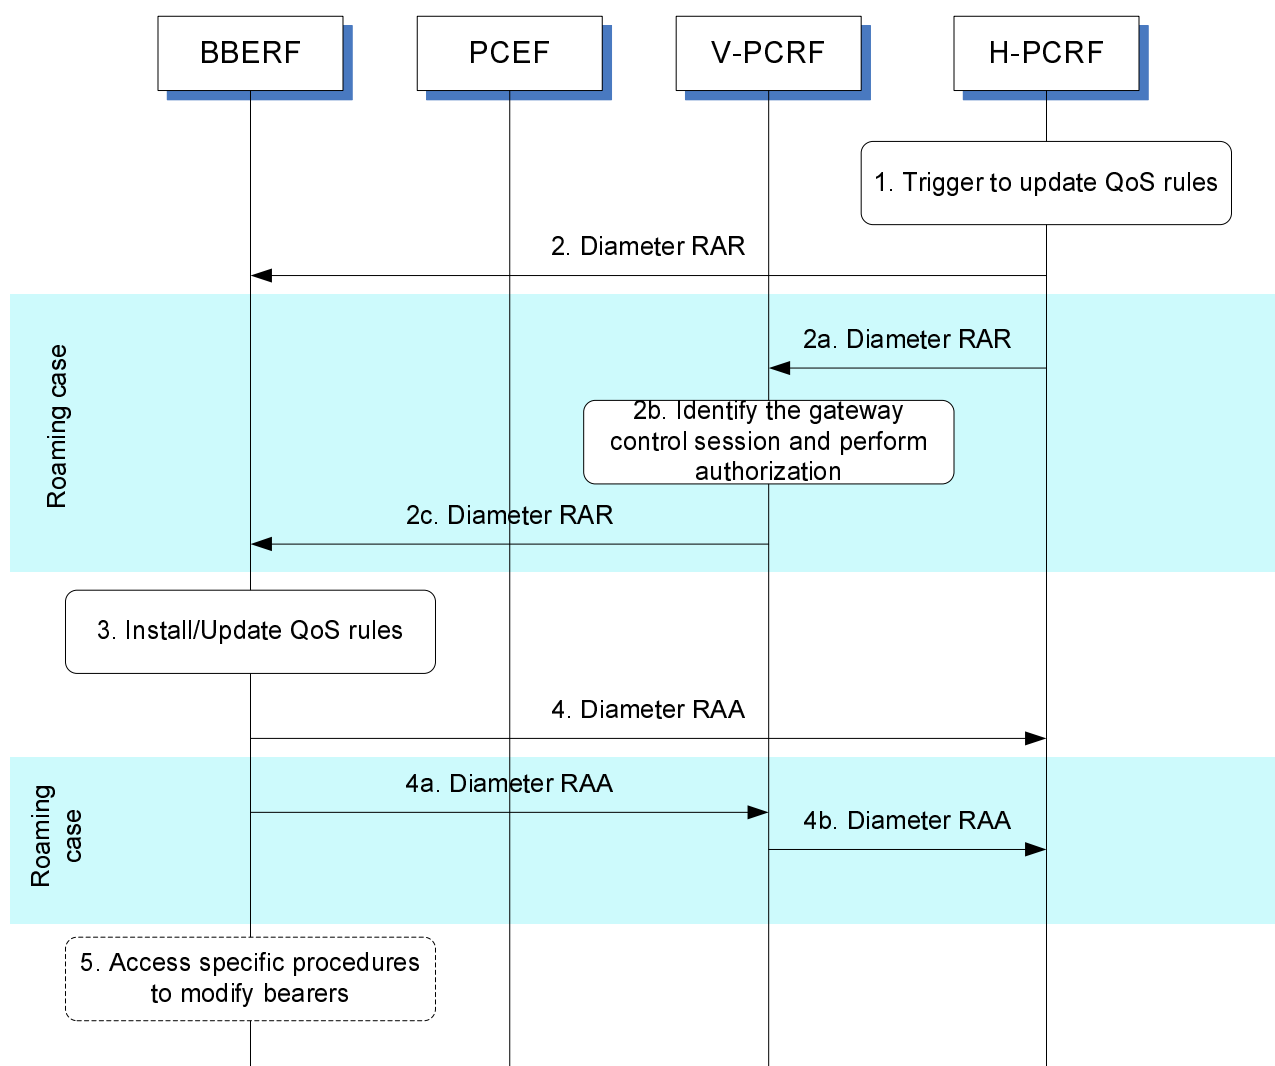 BBERF
PCEF
V-PCRF
H-PCRF
1. Trigger to update QoS rules
2. Diameter RAR
Roaming case
2a. Diameter RAR
2b. Identify the gateway
control session and perform
authorization
2c. Diameter RAR
3. Install/Update QoS rules
4. Diameter RAA
Roaming
case
4a. Diameter RAA
4b. Diameter RAA
5. Access specific procedures
to modify bearers